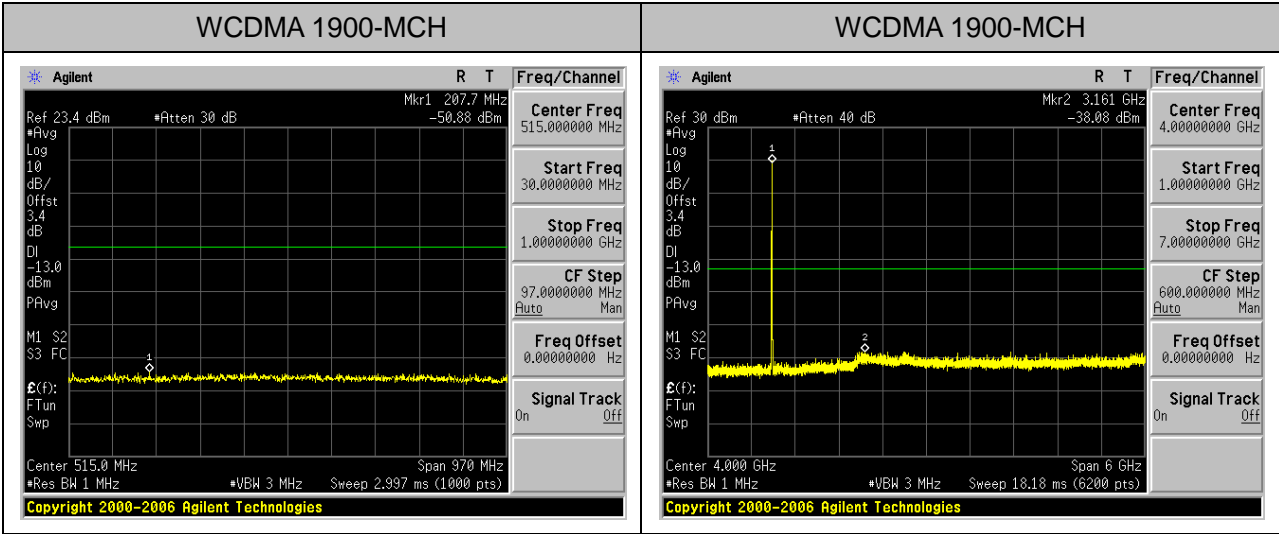 WCDMA 1900-MCH
Agilent R T
Mkr1 207.7 MHz
Ref 23.4 dBm #Atten 30 dB -50.88 dBm
#Avg
Log
10
dB/
Offst
3.4
dB
DI
-13.0
dBm
PAvg
M1 S2
S3 FC
£(f):
FTun
Swp
1
Center 515.0 MHz Span 970 MHz
#Res BW 1 MHz #VBW 3 MHz Sweep 2.997 ms (1000 pts)
Copyright 2000-2006 Agilent Technologies
Freq/Channel
Center Freq
515.000000 MHz
Start Freq
30.0000000 MHz
Stop Freq
1.00000000 GHz
CF Step
97.0000000 MHz
Auto Man
Freq Offset
0.00000000 Hz
Signal Track
On Off
WCDMA 1900-MCH
Agilent R T
Mkr2 3.161 GHz
Ref 30 dBm #Atten 40 dB -38.08 dBm
#Avg
Log
10
dB/
Offst
3.4
dB
DI
-13.0
dBm
PAvg
M1 S2
S3 FC
£(f):
FTun
Swp
1
2
Center 4.000 GHz Span 6 GHz
#Res BW 1 MHz #VBW 3 MHz Sweep 18.18 ms (6200 pts)
Copyright 2000-2006 Agilent Technologies
Freq/Channel
Center Freq
4.00000000 GHz
Start Freq
1.00000000 GHz
Stop Freq
7.00000000 GHz
CF Step
600.000000 MHz
Auto Man
Freq Offset
0.00000000 Hz
Signal Track
On Off